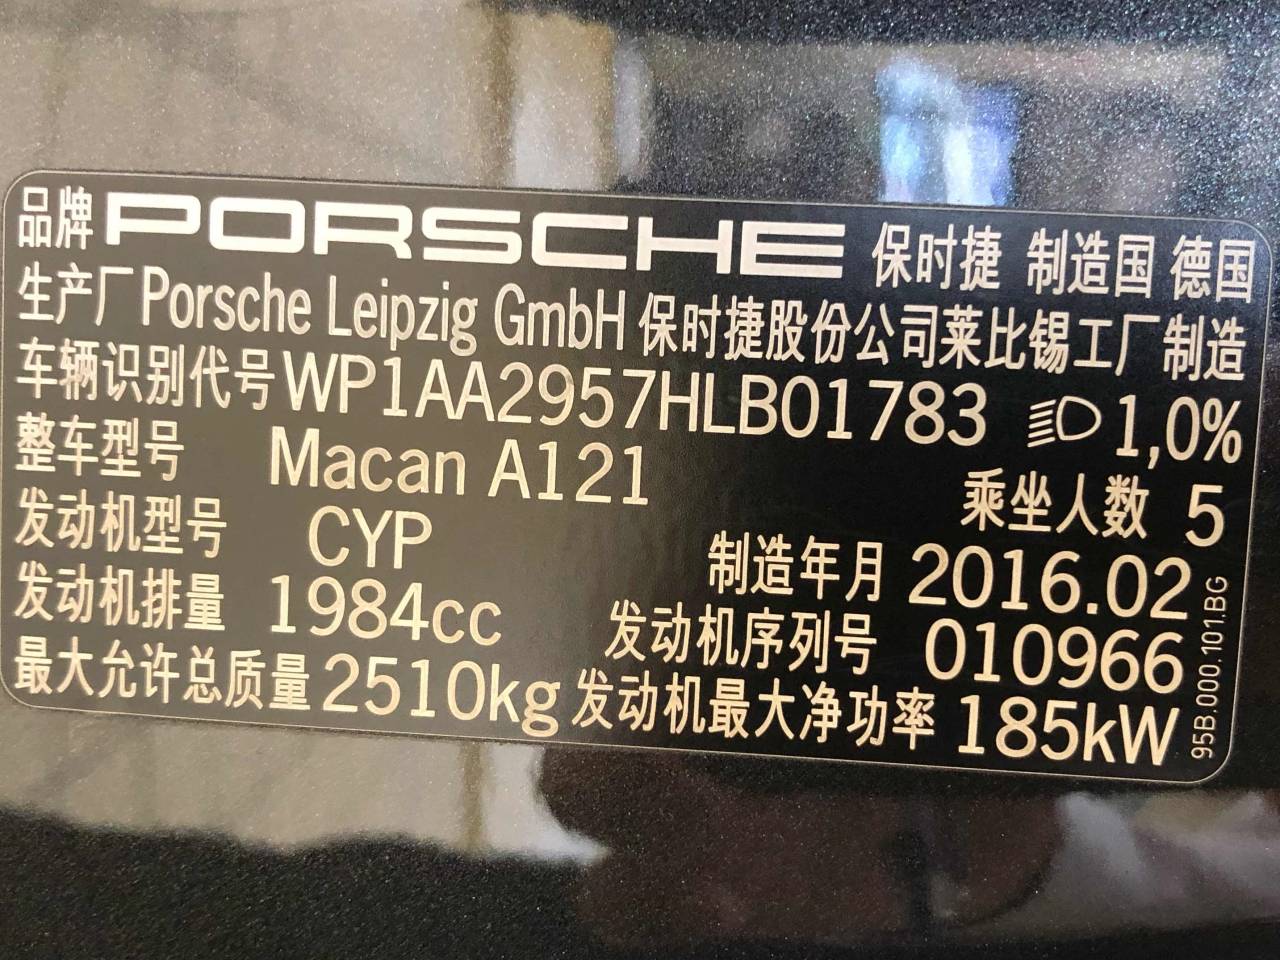 品牌 PORSCHE 保时捷 制造国 德国
生产厂 Porsche Leipzig GmbH 保时捷股份公司莱比锡工厂制造
车辆识别代号 WP1AA2957HLB01783 1,0%
整车型号 Macan A121 乘坐人数 5
发动机型号 CYP 制造年月 2016.02
发动机排量 1984cc 发动机序列号 010966
最大允许总质量 2510kg 发动机最大净功率 185kW
95B.000.101.BG